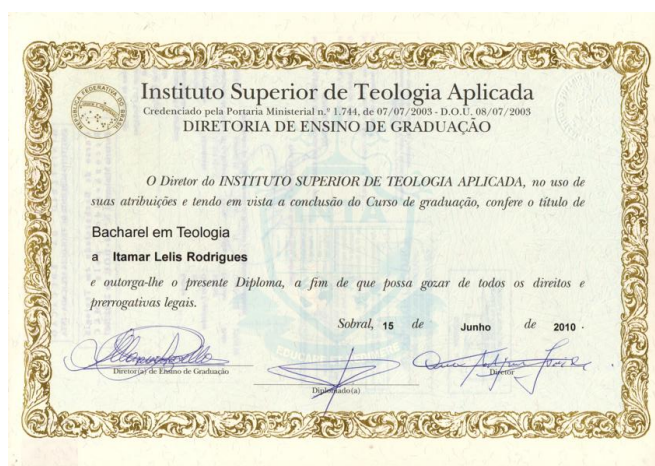 Instituto Superior de Teologia Aplicada
Credenciado pela Portaria Ministerial n.º 1.744, de 07/07/2003 - D.O.U. 08/07/2003
DIRETORIA DE ENSINO DE GRADUAÇÃO
O Diretor do INSTITUTO SUPERIOR DE TEOLOGIA APLICADA, no uso de
suas atribuições e tendo em vista a conclusão do Curso de graduação, confere o título de
Bacharel em Teologia
a Itamar Lelis Rodrigues
e outorga-lhe o presente Diploma, a fim de que possa gozar de todos os direitos e
prerrogativas legais.
Sobral, 15 de Junho de 2010 .
Diretor(a) de Ensino de Graduação
Diretor
Diplomado(a)